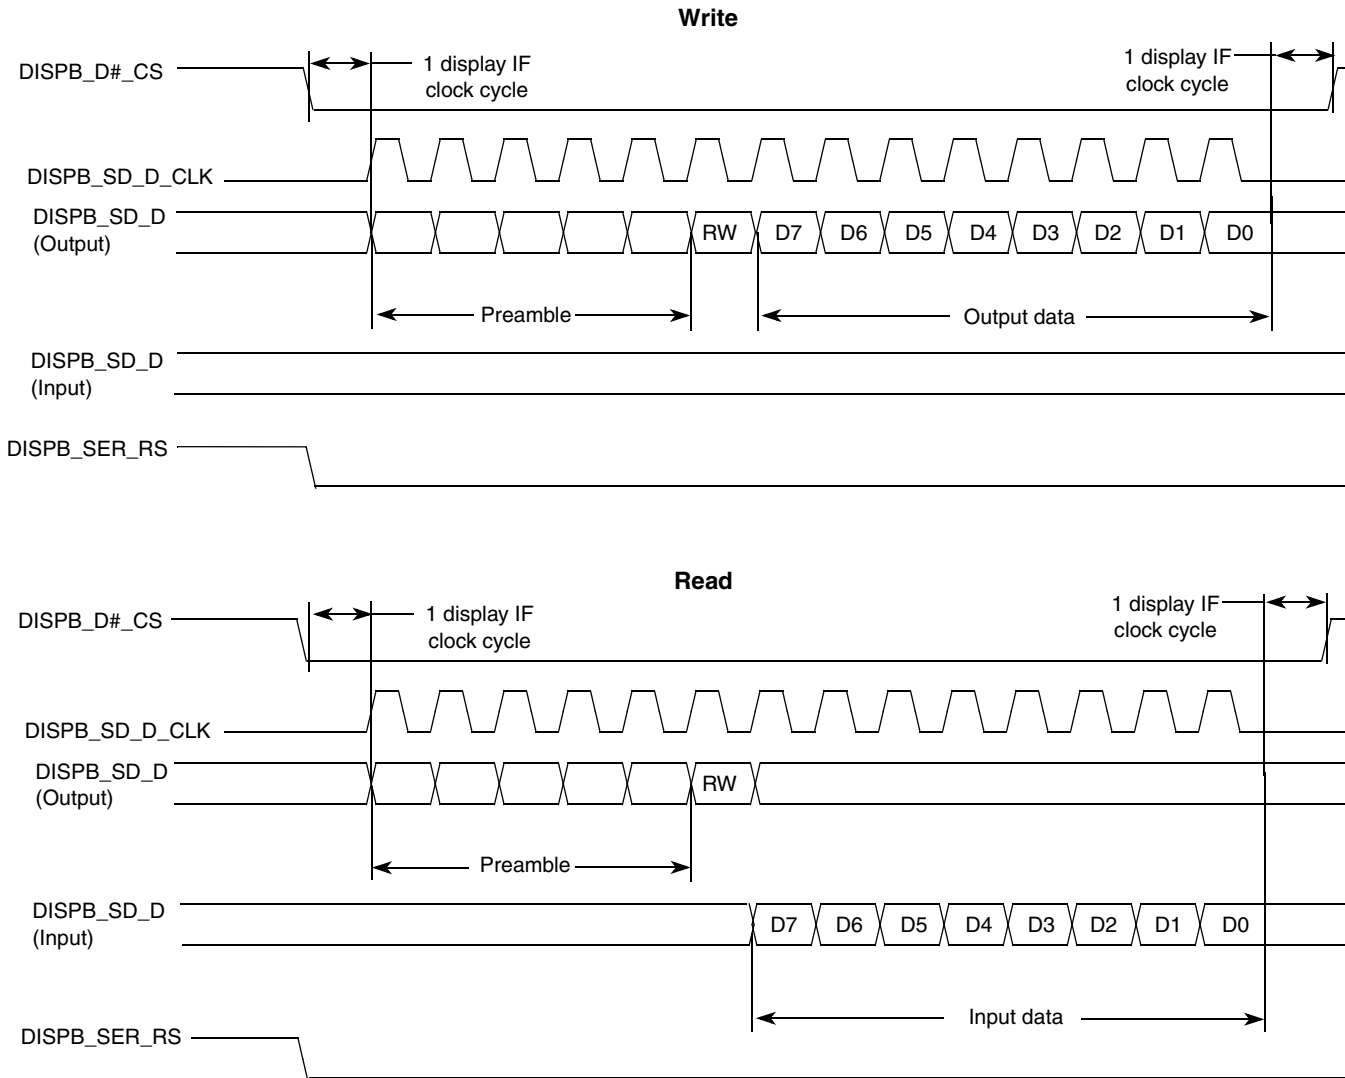 Write
DISPB_D#_CS
1 display IF
clock cycle
1 display IF
clock cycle
DISPB_SD_D_CLK
DISPB_SD_D
(Output)
RW D7 D6 D5 D4 D3 D2 D1 D0
Preamble
Output data
DISPB_SD_D
(Input)
DISPB_SER_RS
Read
DISPB_D#_CS
1 display IF
clock cycle
1 display IF
clock cycle
DISPB_SD_D_CLK
DISPB_SD_D
(Output)
RW
Preamble
DISPB_SD_D
(Input)
D7 D6 D5 D4 D3 D2 D1 D0
Input data
DISPB_SER_RS